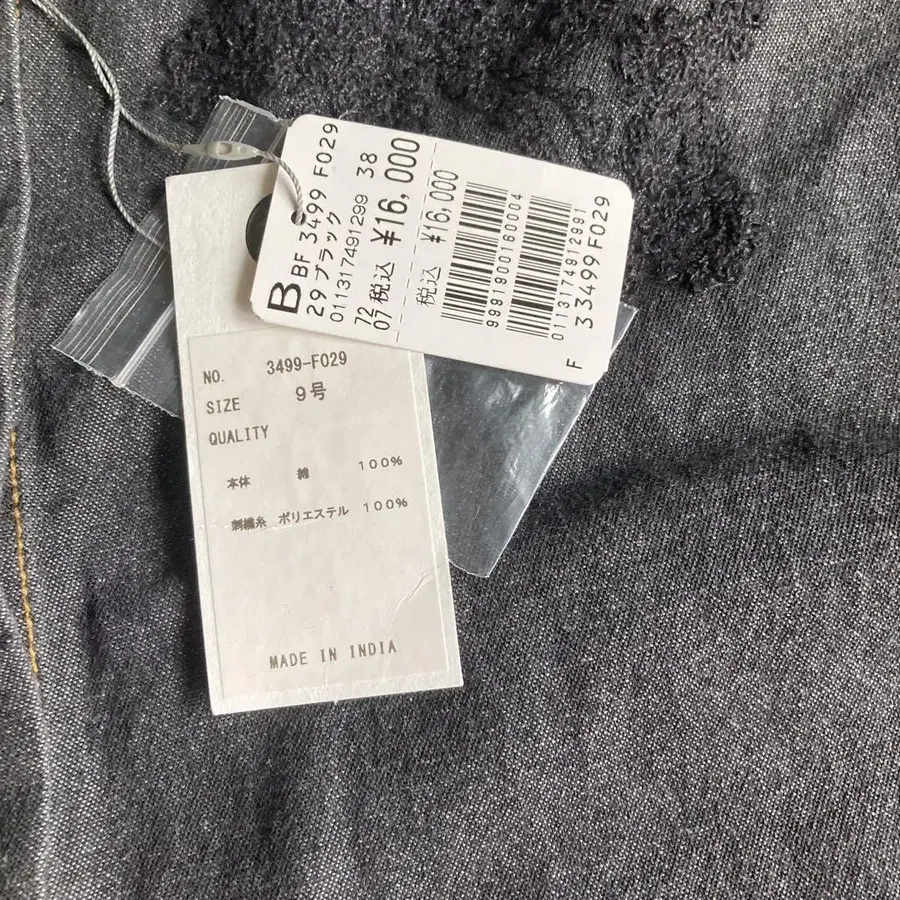 B BF 3499 F029
29 ブラック
0113174912999 38
72
07 税込 ¥16,000
税込 ¥16,000
9991900160004
0113174912991
F 33499F029
NO. 3499-F029
SIZE 9号
QUALITY
本体 綿 100%
刺繍糸 ポリエステル 100%
MADE IN INDIA